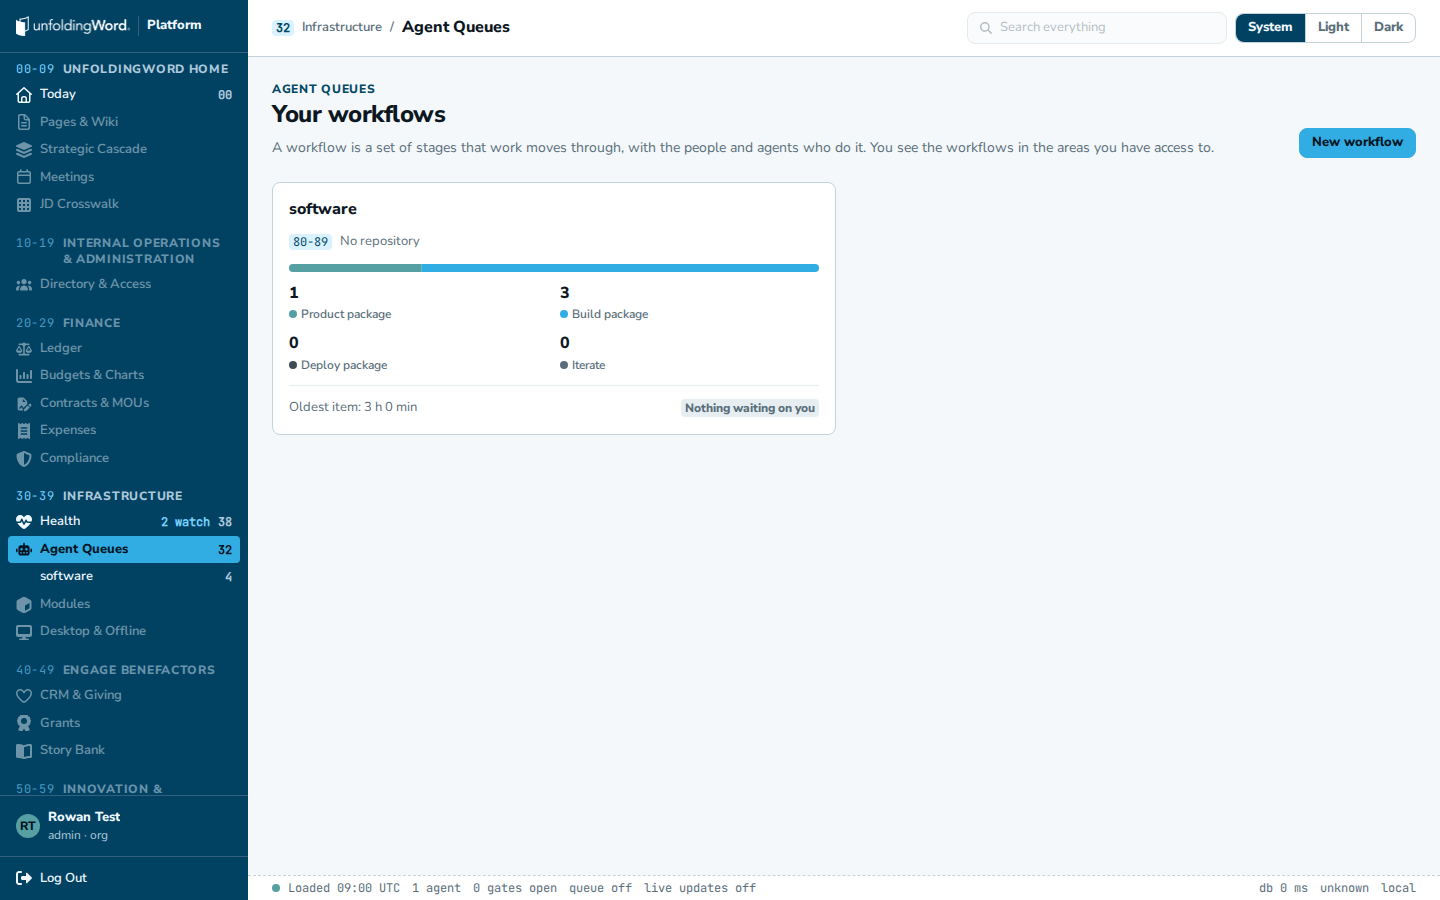 unfoldingWord Platform
00-09 UNFOLDINGWORD HOME
Today 00
Pages & Wiki
Strategic Cascade
Meetings
JD Crosswalk
10-19 INTERNAL OPERATIONS
& ADMINISTRATION
Directory & Access
20-29 FINANCE
Ledger
Budgets & Charts
Contracts & MOUs
Expenses
Compliance
30-39 INFRASTRUCTURE
Health 2 watch 38
Agent Queues 32
software 4
Modules
Desktop & Offline
40-49 ENGAGE BENEFACTORS
CRM & Giving
Grants
Story Bank
50-59 INNOVATION &
RT Rowan Test
admin · org
Log Out
32 Infrastructure / Agent Queues
Search everything
System Light Dark
AGENT QUEUES
Your workflows
A workflow is a set of stages that work moves through, with the people and agents who do it. You see the workflows in the areas you have access to.
New workflow
software
80-89 No repository
1 3
Product package Build package
0 0
Deploy package Iterate
Oldest item: 3 h 0 min Nothing waiting on you
Loaded 09:00 UTC 1 agent 0 gates open queue off live updates off db 0 ms unknown local